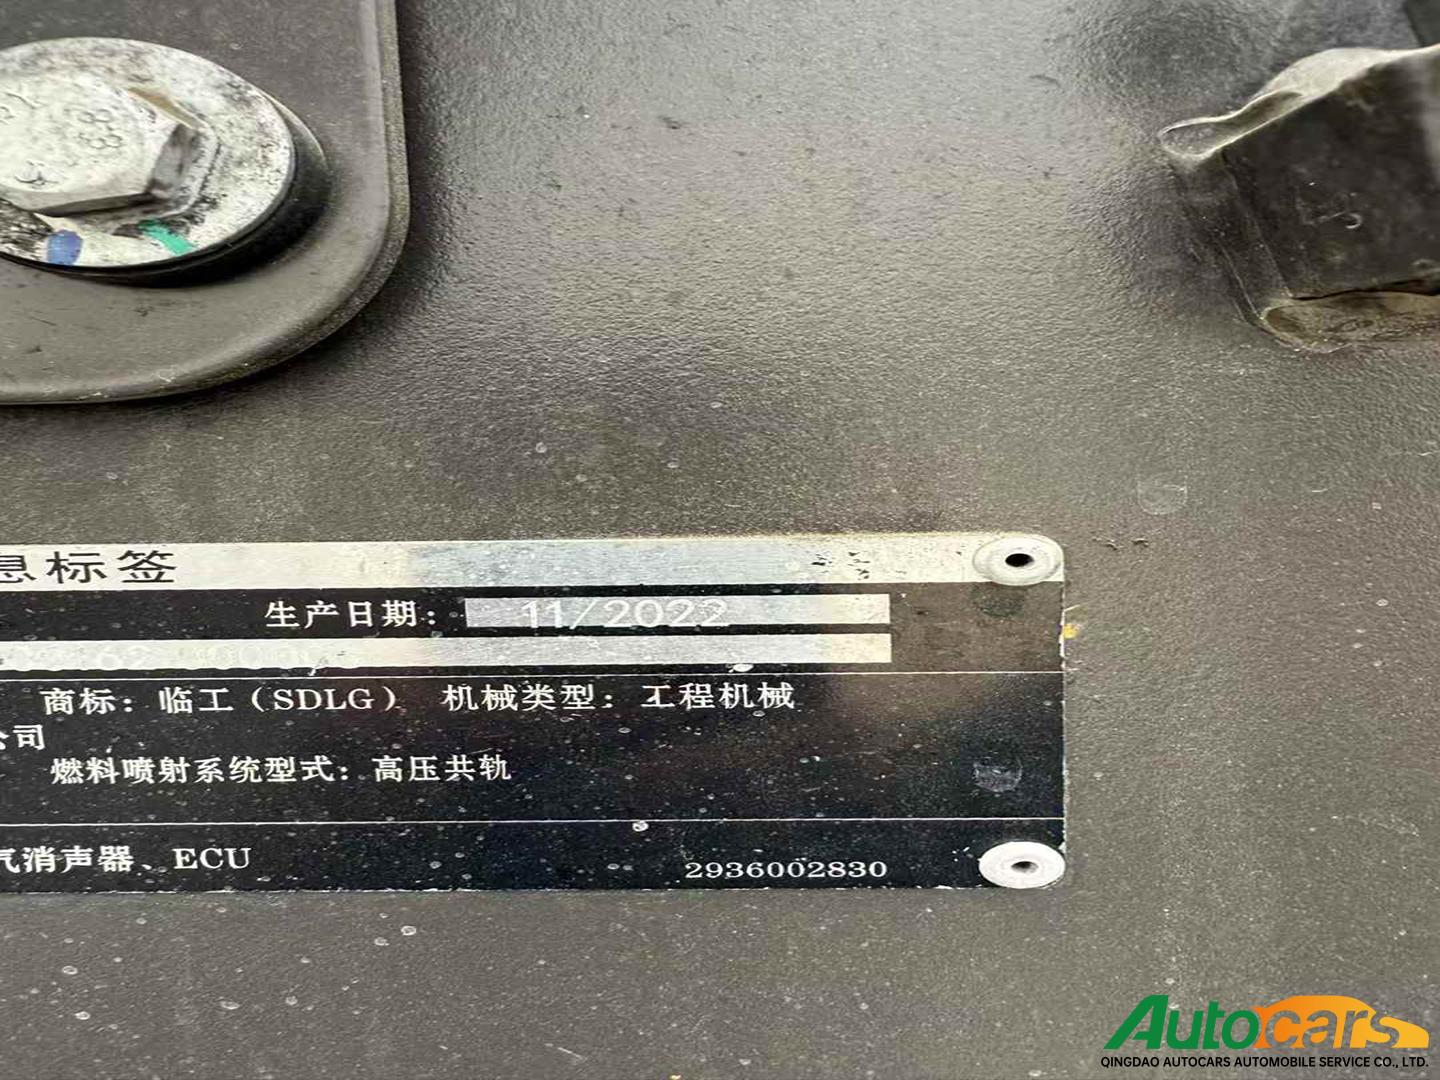 息标签
生产日期： 11/2022
商标：临工（SDLG） 机械类型：工程机械
公司
燃料喷射系统型式：高压共轨
气消声器、ECU
2936002830
Autocars
QINGDAO AUTOCARS AUTOMOBILE SERVICE CO., LTD.